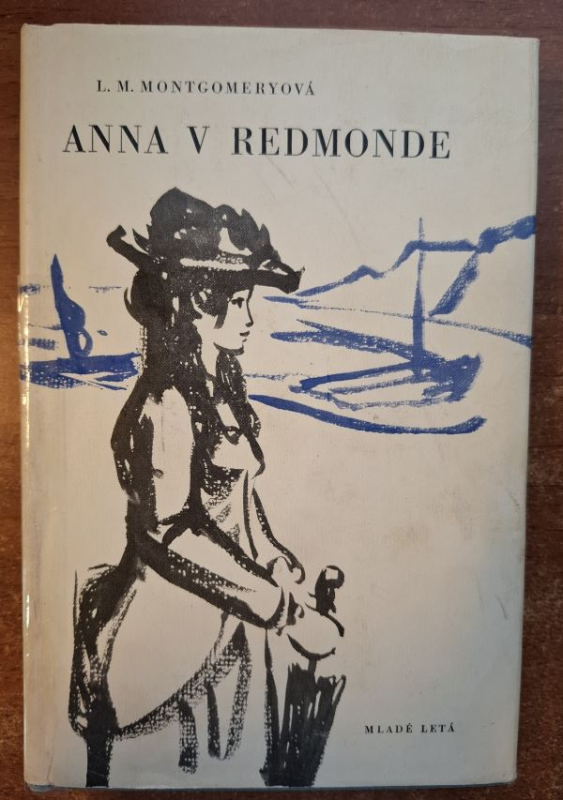 L. M. MONTGOMERYOVÁ
ANNA V REDMONDE
MLADÉ LETÁ